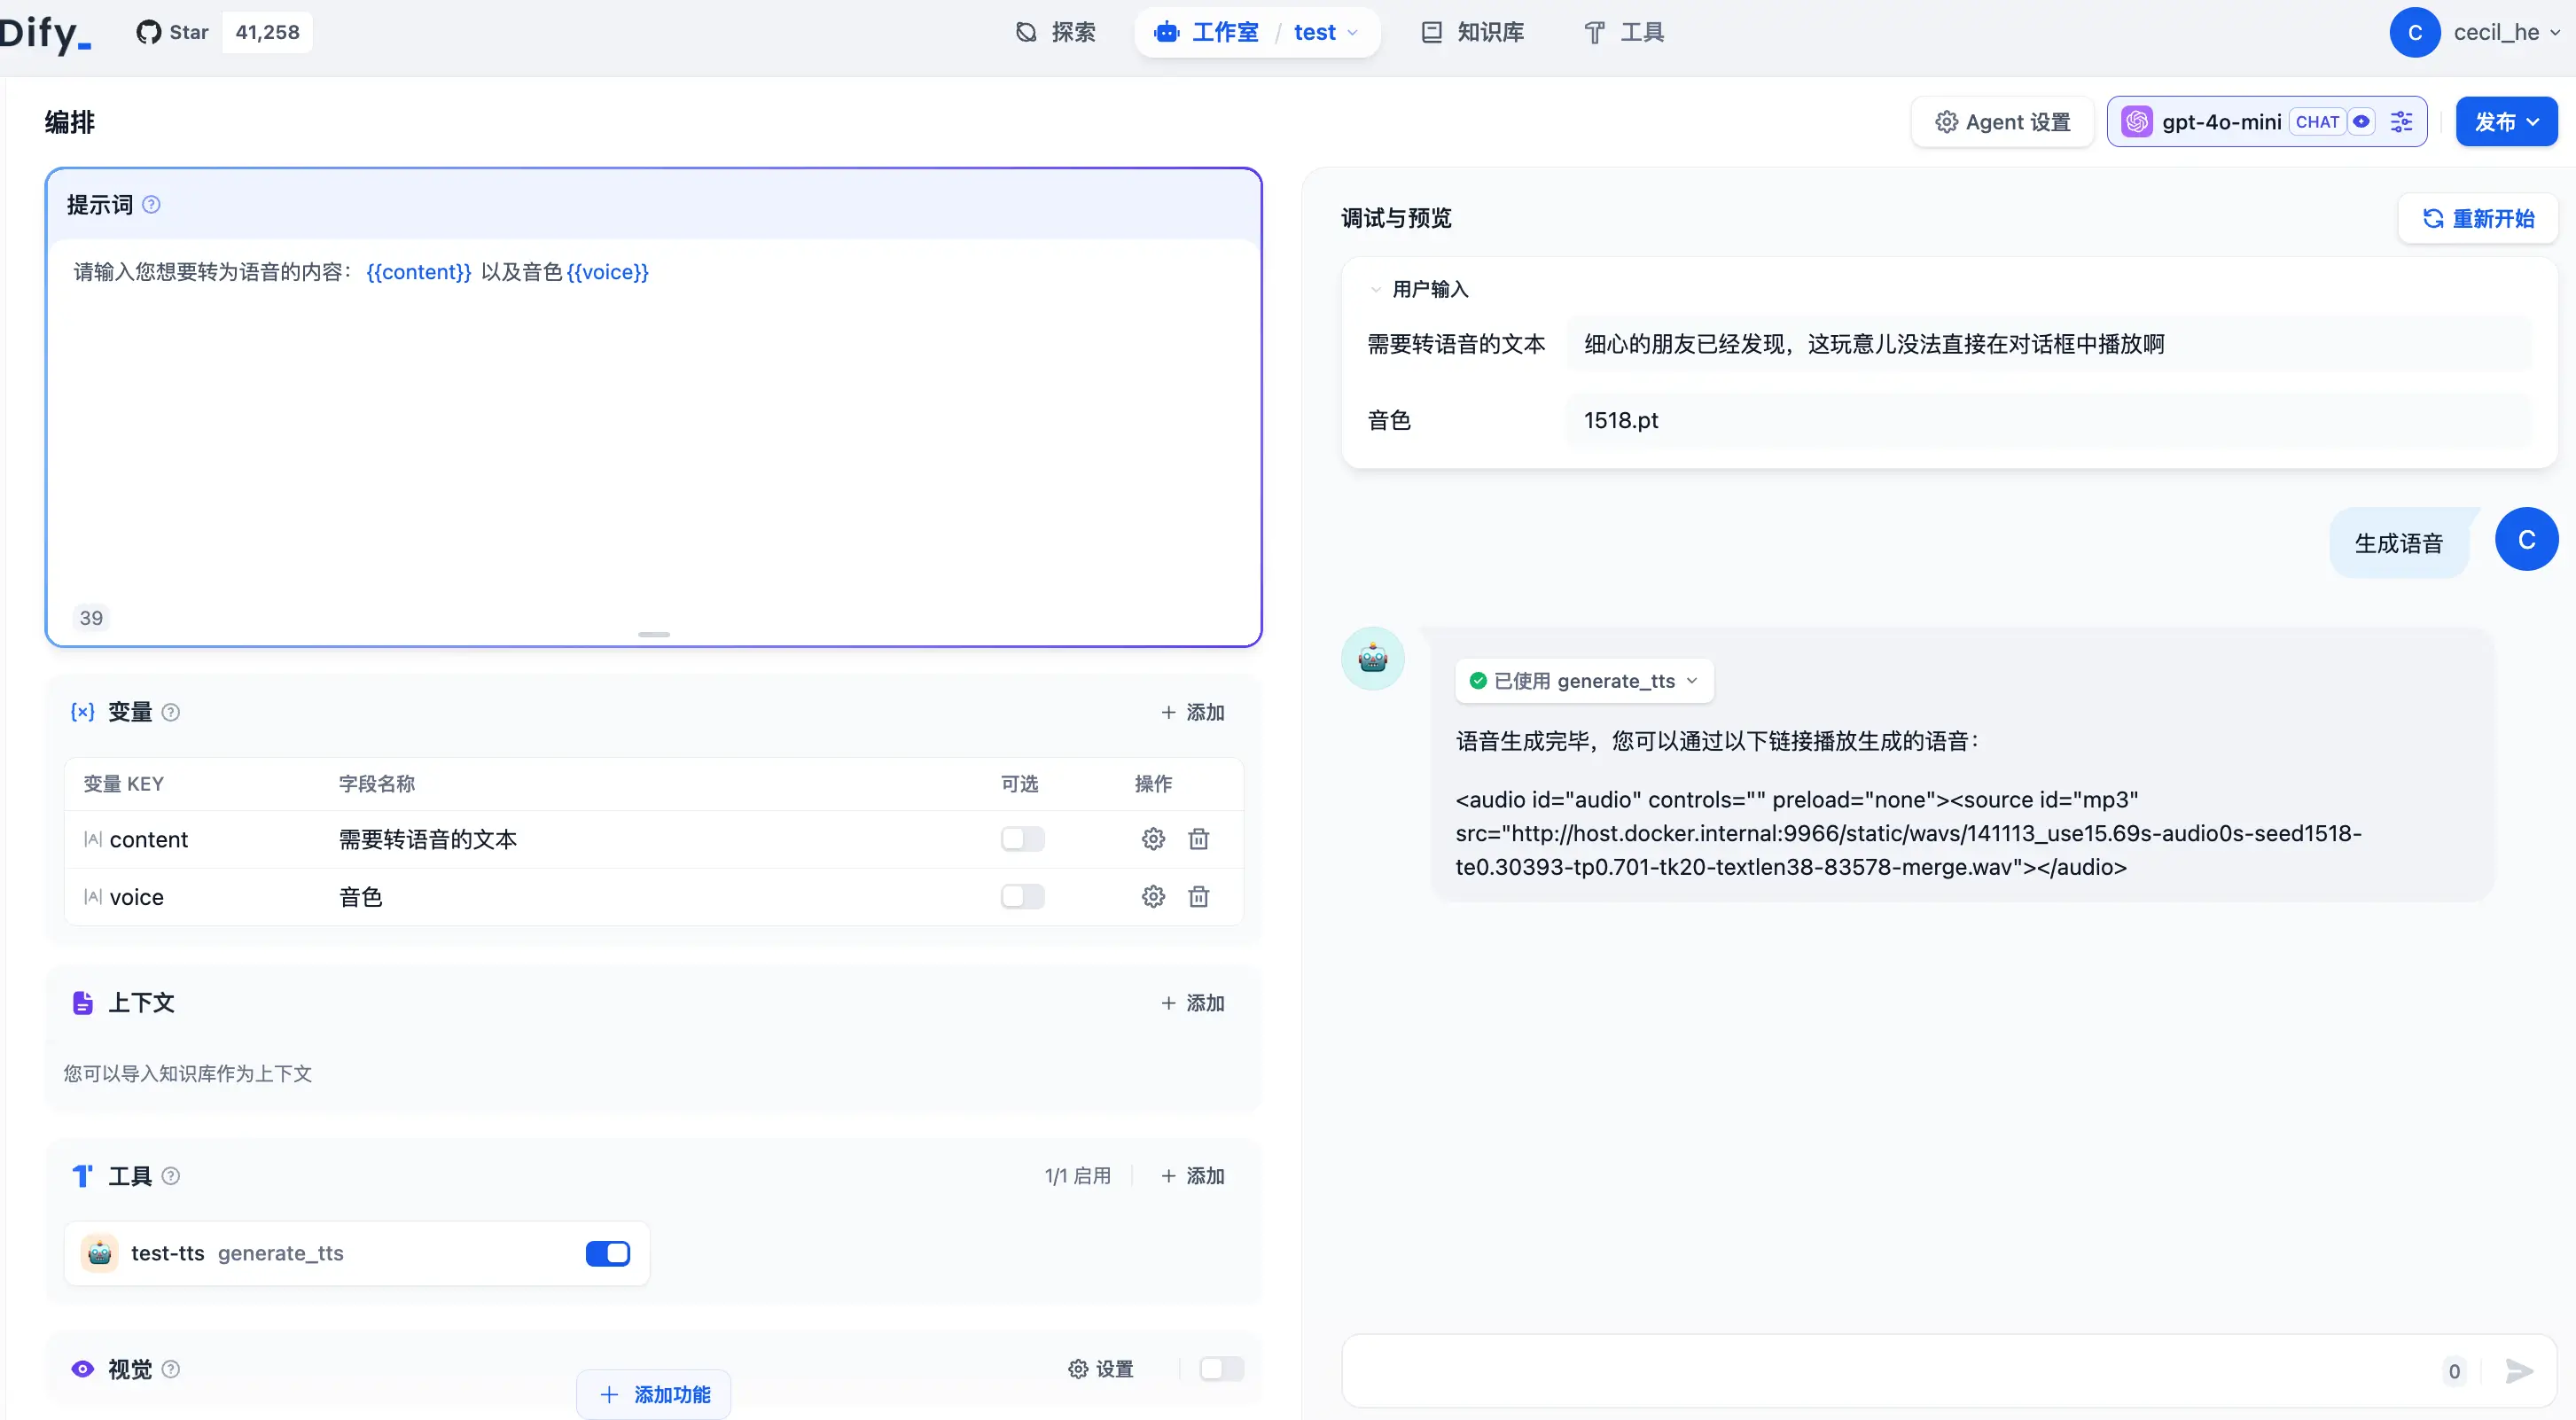 Dify_
Star 41,258
探索
工作室 / test
知识库
工具
C cecil_he
编排
Agent 设置
gpt-4o-mini CHAT
发布
提示词
请输入您想要转为语音的内容：{{content}} 以及音色{{voice}}
39
变量
+ 添加
变量 KEY 字段名称 可选 操作
content 需要转语音的文本
voice 音色
上下文
+ 添加
您可以导入知识库作为上下文
工具
1/1 启用
+ 添加
test-tts generate_tts
视觉
设置
+ 添加功能
调试与预览
重新开始
用户输入
需要转语音的文本 细心的朋友已经发现，这玩意儿没法直接在对话框中播放啊
音色 1518.pt
生成语音
C
已使用 generate_tts
语音生成完毕，您可以通过以下链接播放生成的语音：
<audio id="audio" controls="" preload="none"><source id="mp3"
src="http://host.docker.internal:9966/static/wavs/141113_use15.69s-audio0s-seed1518-
te0.30393-tp0.701-tk20-textlen38-83578-merge.wav"></audio>
0